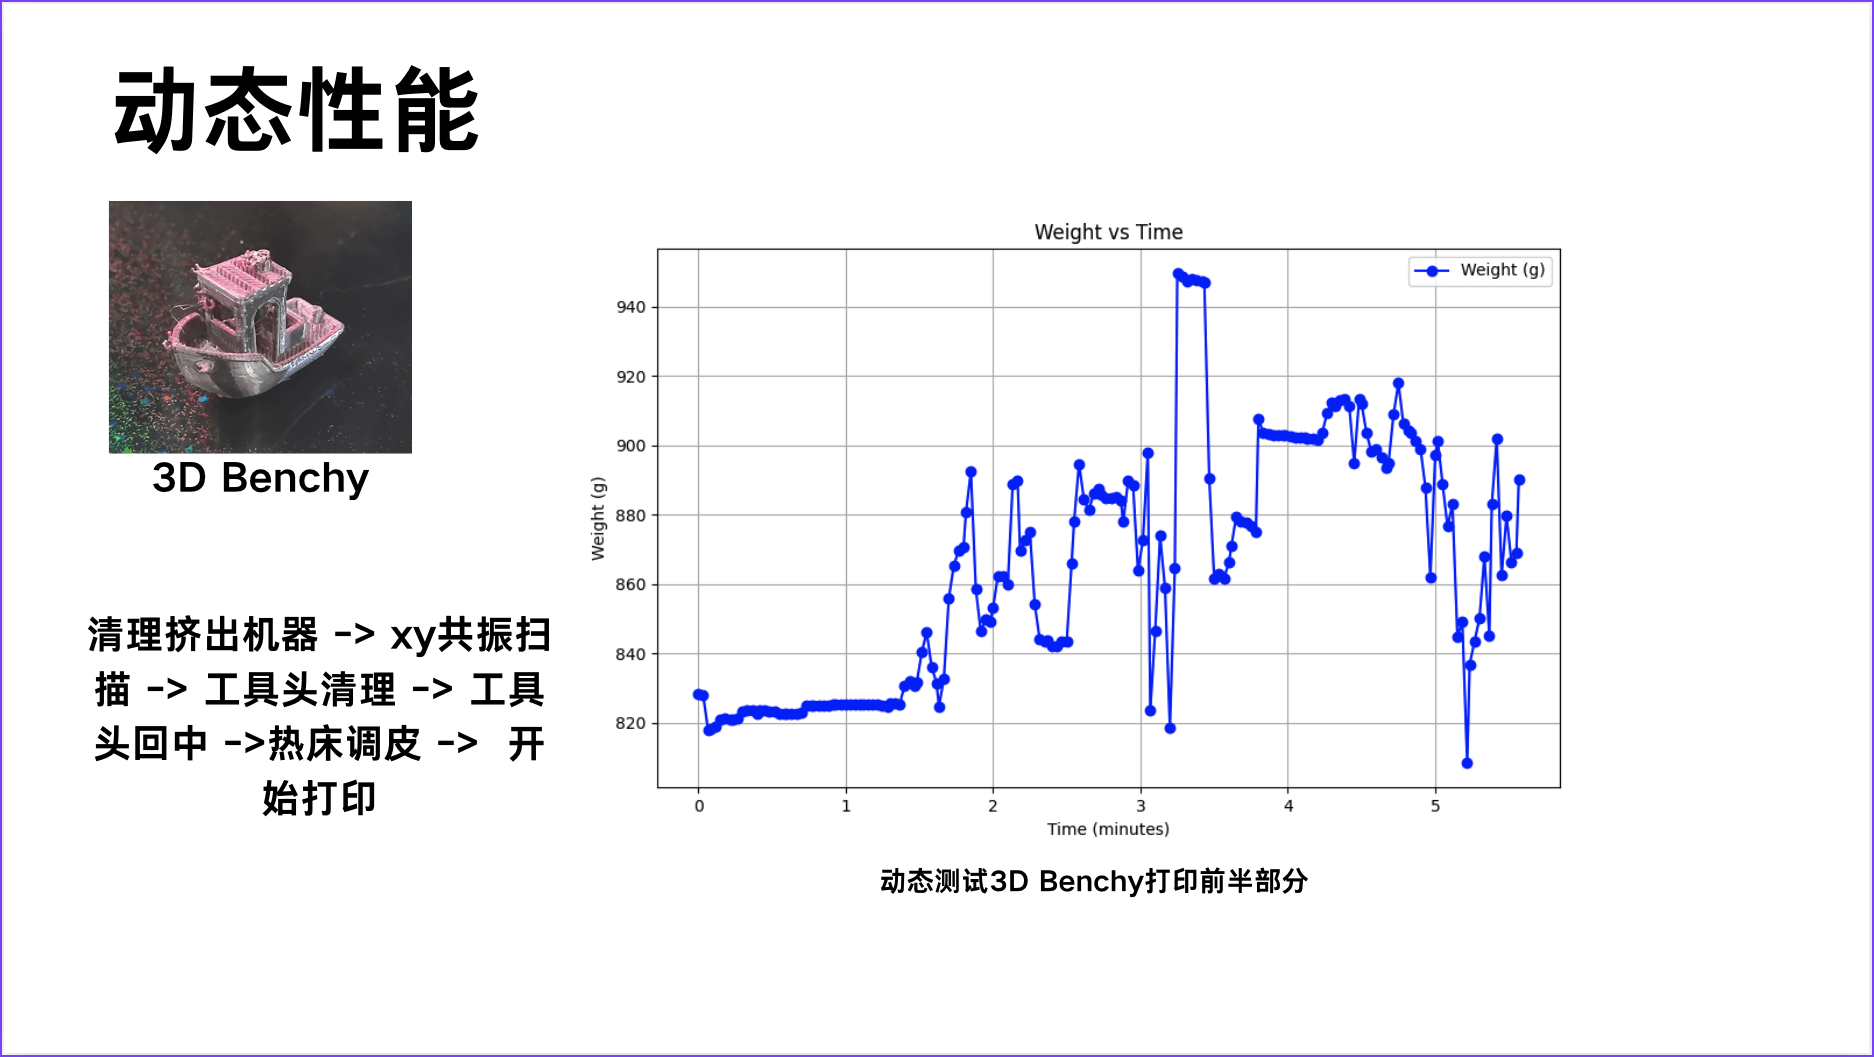 动态性能
3D Benchy
清理挤出机器 -> xy共振扫
描 -> 工具头清理 -> 工具
头回中 ->热床调皮 -> 开
始打印
Weight vs Time
Weight (g)
Weight (g)
940
920
900
880
860
840
820
0 1 2 3 4 5
Time (minutes)
动态测试3D Benchy打印前半部分